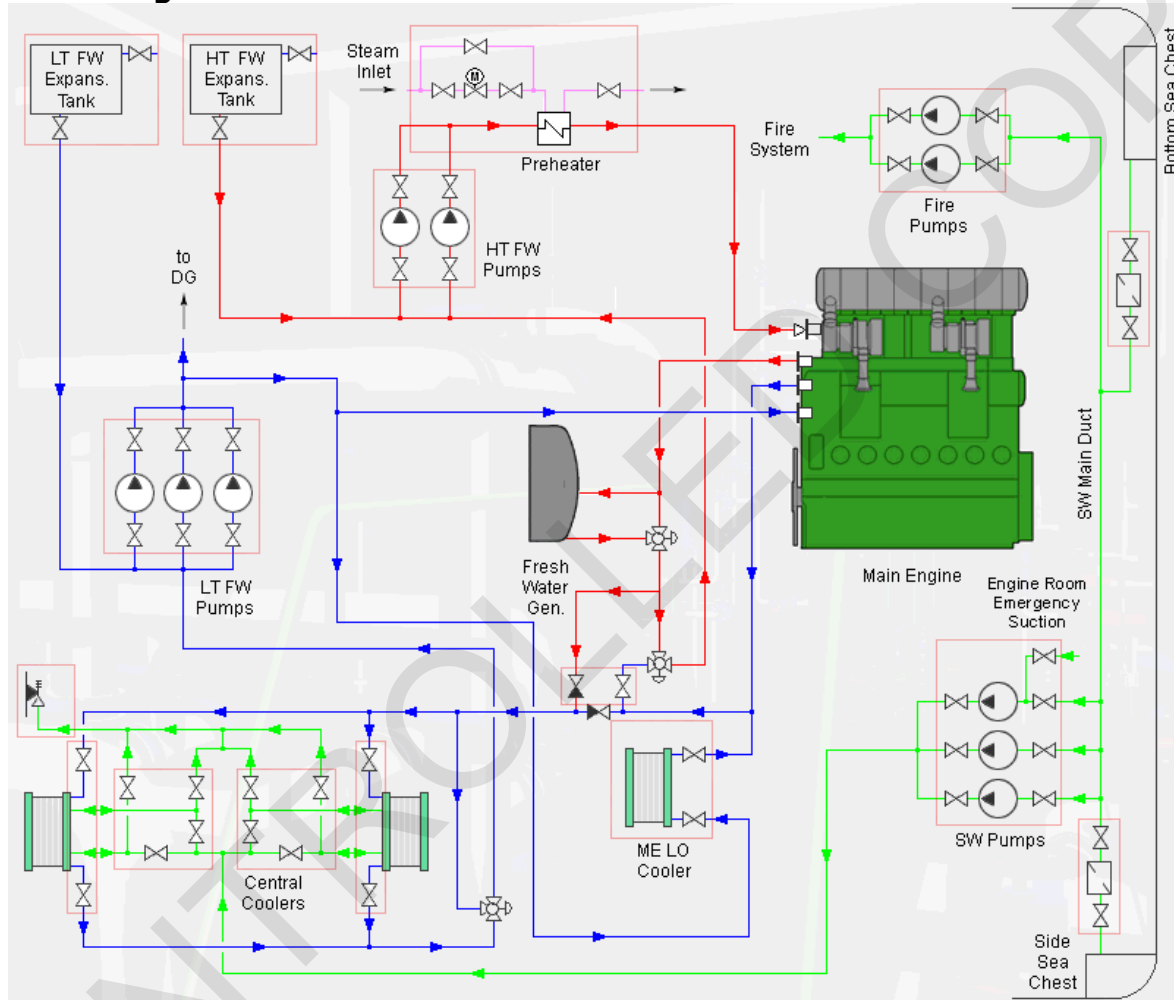 LT FW
Expans.
Tank
HT FW
Expans.
Tank
Steam
Inlet
M
Preheater
Fire
System
Fire
Pumps
Bottom Sea Chest
HT FW
Pumps
to
DG
SW Main Duct
LT FW
Pumps
Fresh
Water
Gen.
Main Engine
Engine Room
Emergency
Suction
SW Pumps
ME LO
Cooler
Central
Coolers
Side
Sea
Chest
NTROLLED COP